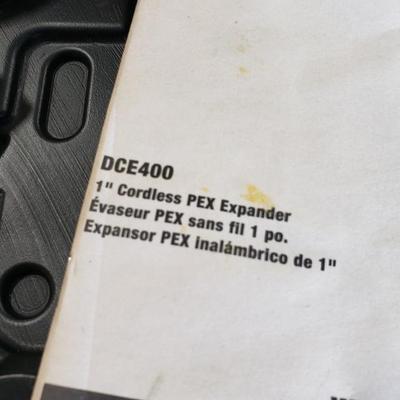 DCE400
1" Cordless PEX Expander
Évaseur PEX sans fil 1 po.
Expansor PEX inalámbrico de 1"